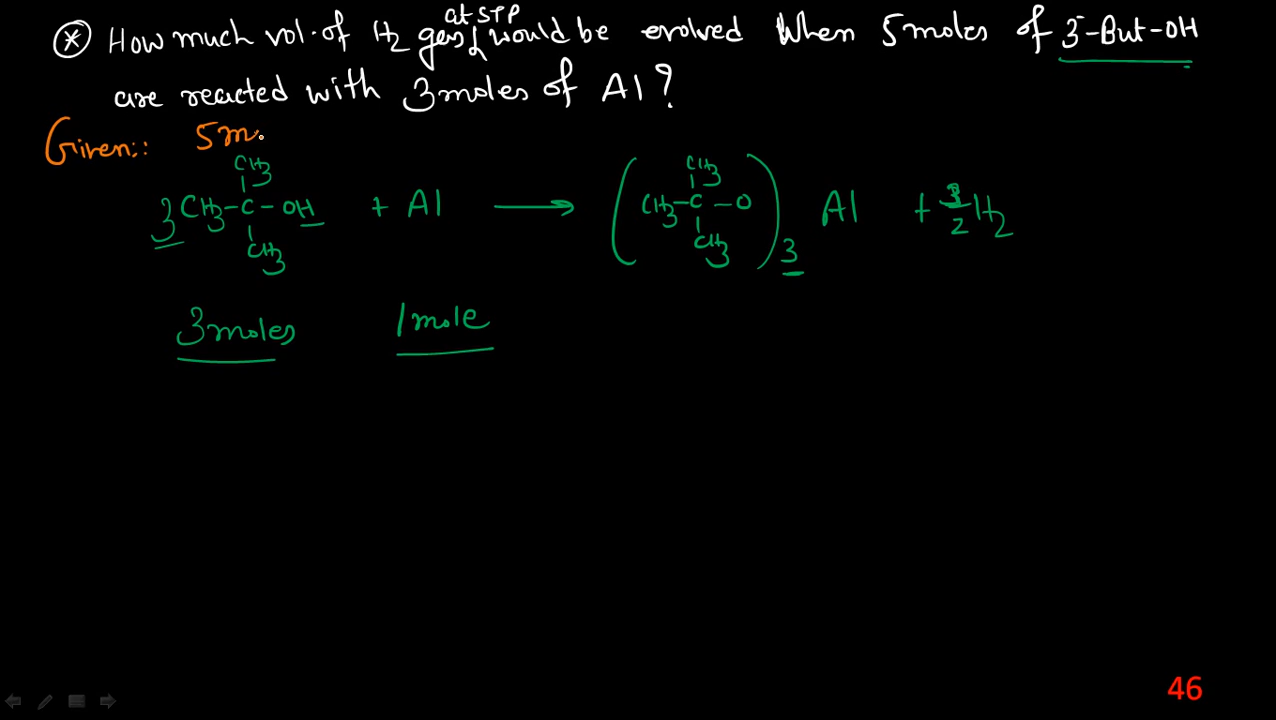 * How much vol. of H2 gas at STP would be evolved when 5 moles of 3°-But-OH
are reacted with 3 moles of Al?
Given:: 5 m
CH3 CH3
3 CH3-C-OH + Al → (CH3-C-O)3 Al + 3/2 H2
CH3 CH3
3 moles 1 mole
46